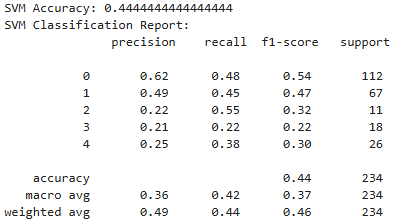 SVM Accuracy: 0.4444444444444444
SVM Classification Report:
precision recall f1-score support
0 0.62 0.48 0.54 112
1 0.49 0.45 0.47 67
2 0.22 0.55 0.32 11
3 0.21 0.22 0.22 18
4 0.25 0.38 0.30 26
accuracy 0.44 234
macro avg 0.36 0.42 0.37 234
weighted avg 0.49 0.44 0.46 234